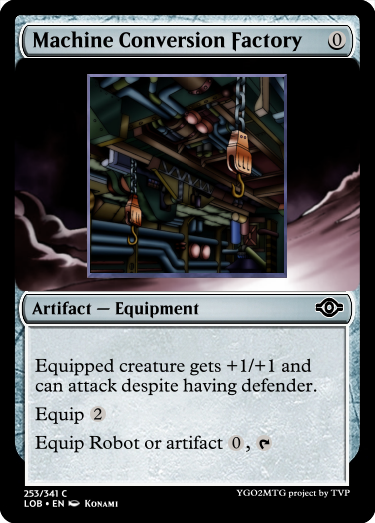 Machine Conversion Factory 0
Artifact — Equipment
Equipped creature gets +1/+1 and
can attack despite having defender.
Equip 2
Equip Robot or artifact 0,
253/341 C
LOB • EN Konami
YGO2MTG project by TVP